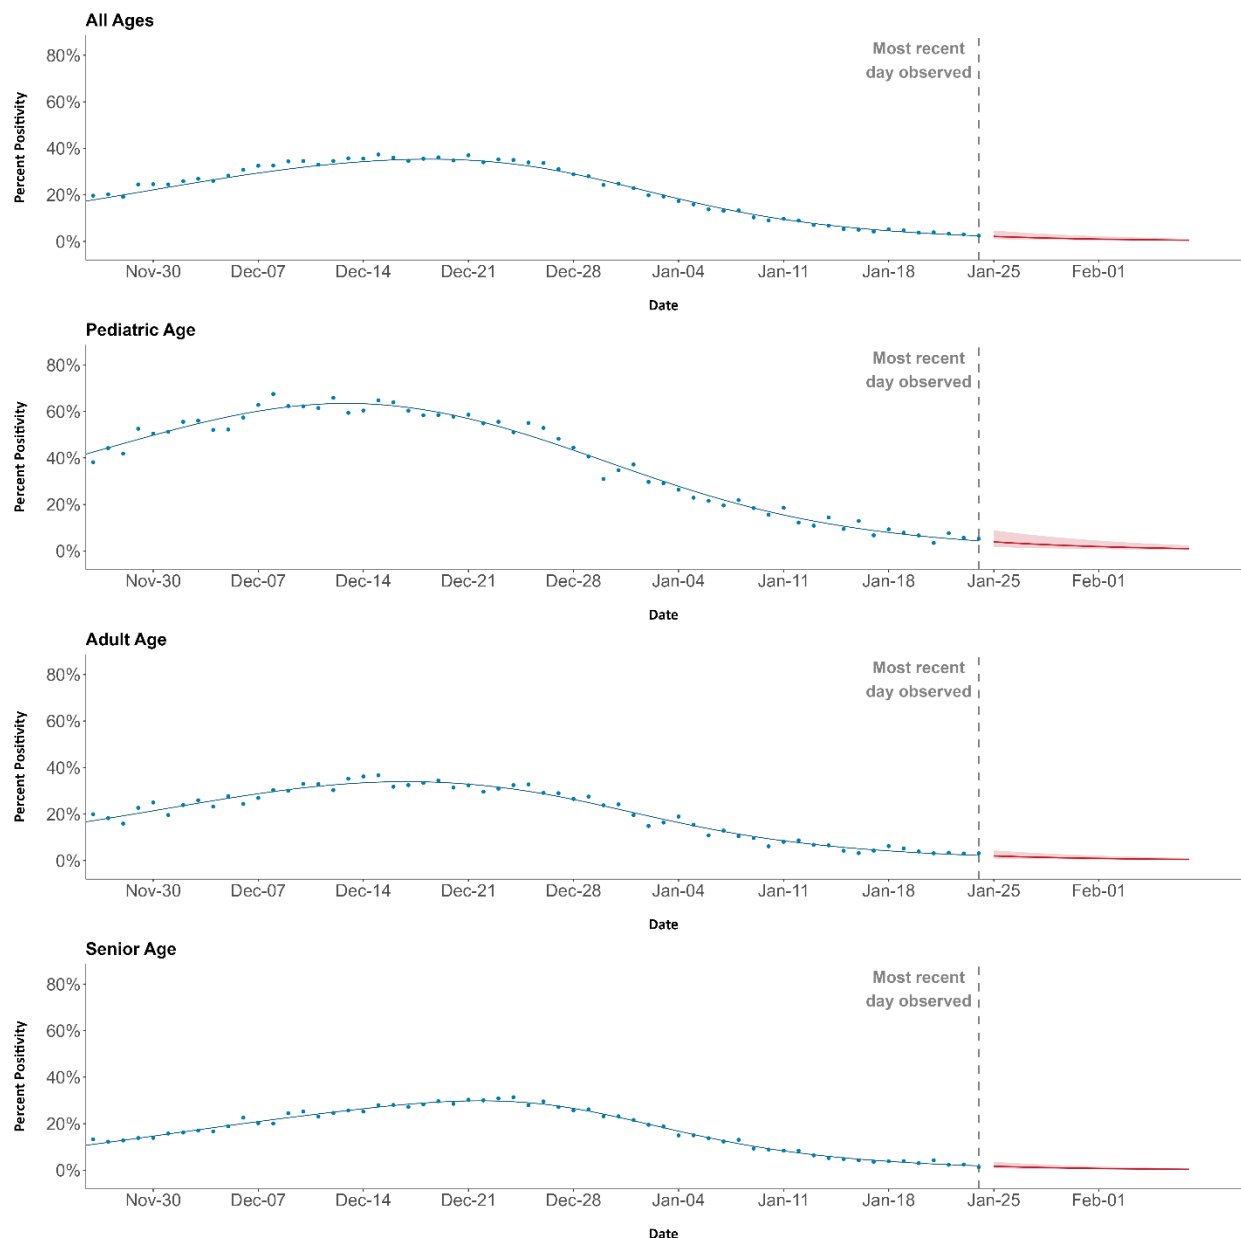 All Ages
Percent Positivity
80%
60%
40%
20%
0%
Most recent
day observed
Nov-30 Dec-07 Dec-14 Dec-21 Dec-28 Jan-04 Jan-11 Jan-18 Jan-25 Feb-01
Date
Pediatric Age
Percent Positivity
80%
60%
40%
20%
0%
Most recent
day observed
Nov-30 Dec-07 Dec-14 Dec-21 Dec-28 Jan-04 Jan-11 Jan-18 Jan-25 Feb-01
Date
Adult Age
Percent Positivity
80%
60%
40%
20%
0%
Most recent
day observed
Nov-30 Dec-07 Dec-14 Dec-21 Dec-28 Jan-04 Jan-11 Jan-18 Jan-25 Feb-01
Date
Senior Age
Percent Positivity
80%
60%
40%
20%
0%
Most recent
day observed
Nov-30 Dec-07 Dec-14 Dec-21 Dec-28 Jan-04 Jan-11 Jan-18 Jan-25 Feb-01
Date